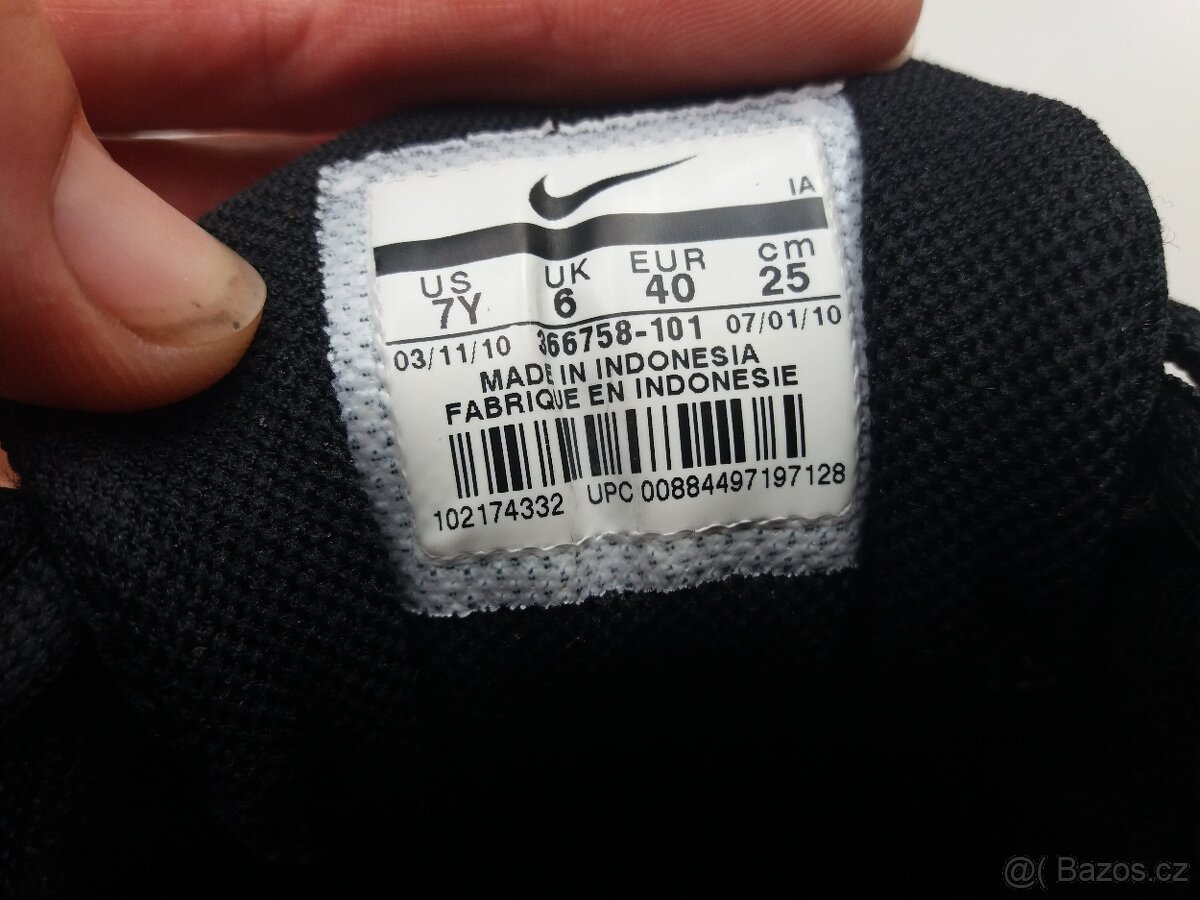 IA
US UK EUR cm
7Y 6 40 25
03/11/10 366758-101 07/01/10
MADE IN INDONESIA
FABRIQUE EN INDONESIE
102174332 UPC 00884497197128
@( Bazos.cz